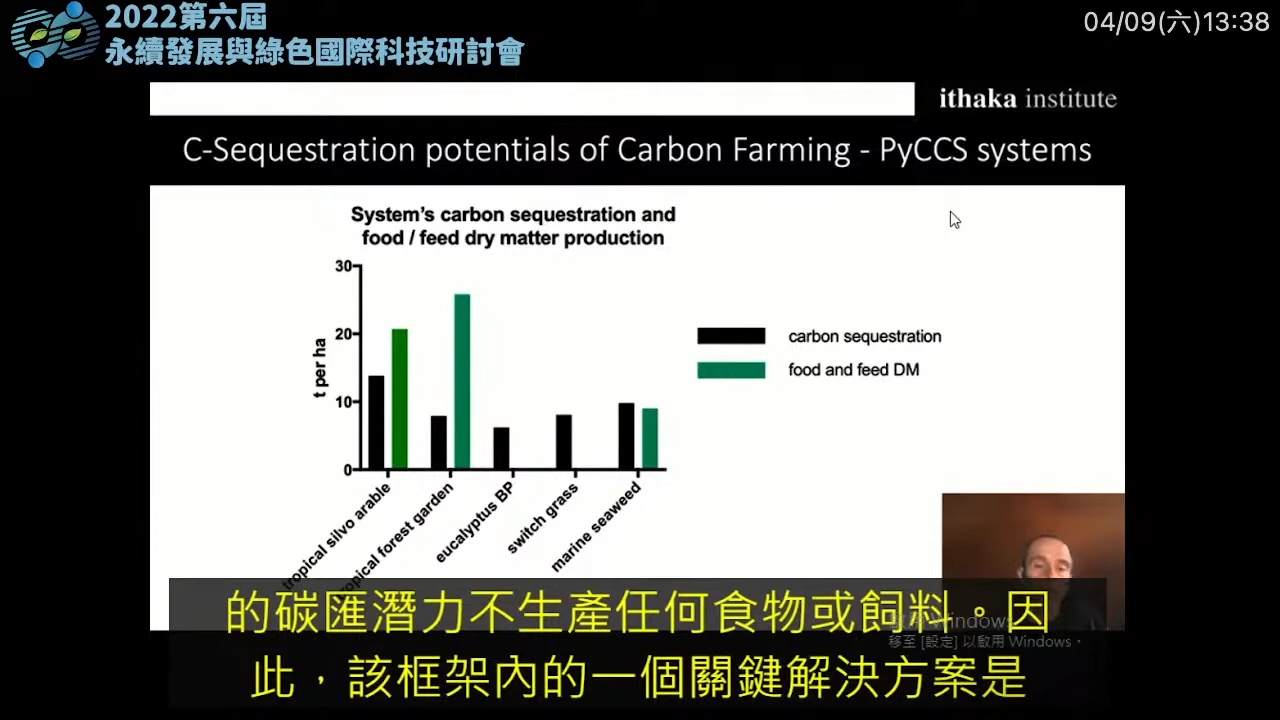 2022第六屆
永續發展與綠色國際科技研討會
04/09(六)13:38
ithaka institute
C-Sequestration potentials of Carbon Farming - PyCCS systems
System's carbon sequestration and
food / feed dry matter production
30
20
10
0
t per ha
carbon sequestration
food and feed DM
tropical silvo arable
tropical forest garden
eucalyptus BP
switch grass
marine seaweed
的碳匯潛力不生產任何食物或飼料。因
此，該框架內的一個關鍵解決方案是
啟用 Windows
移至 [設定] 以啟用 Windows。